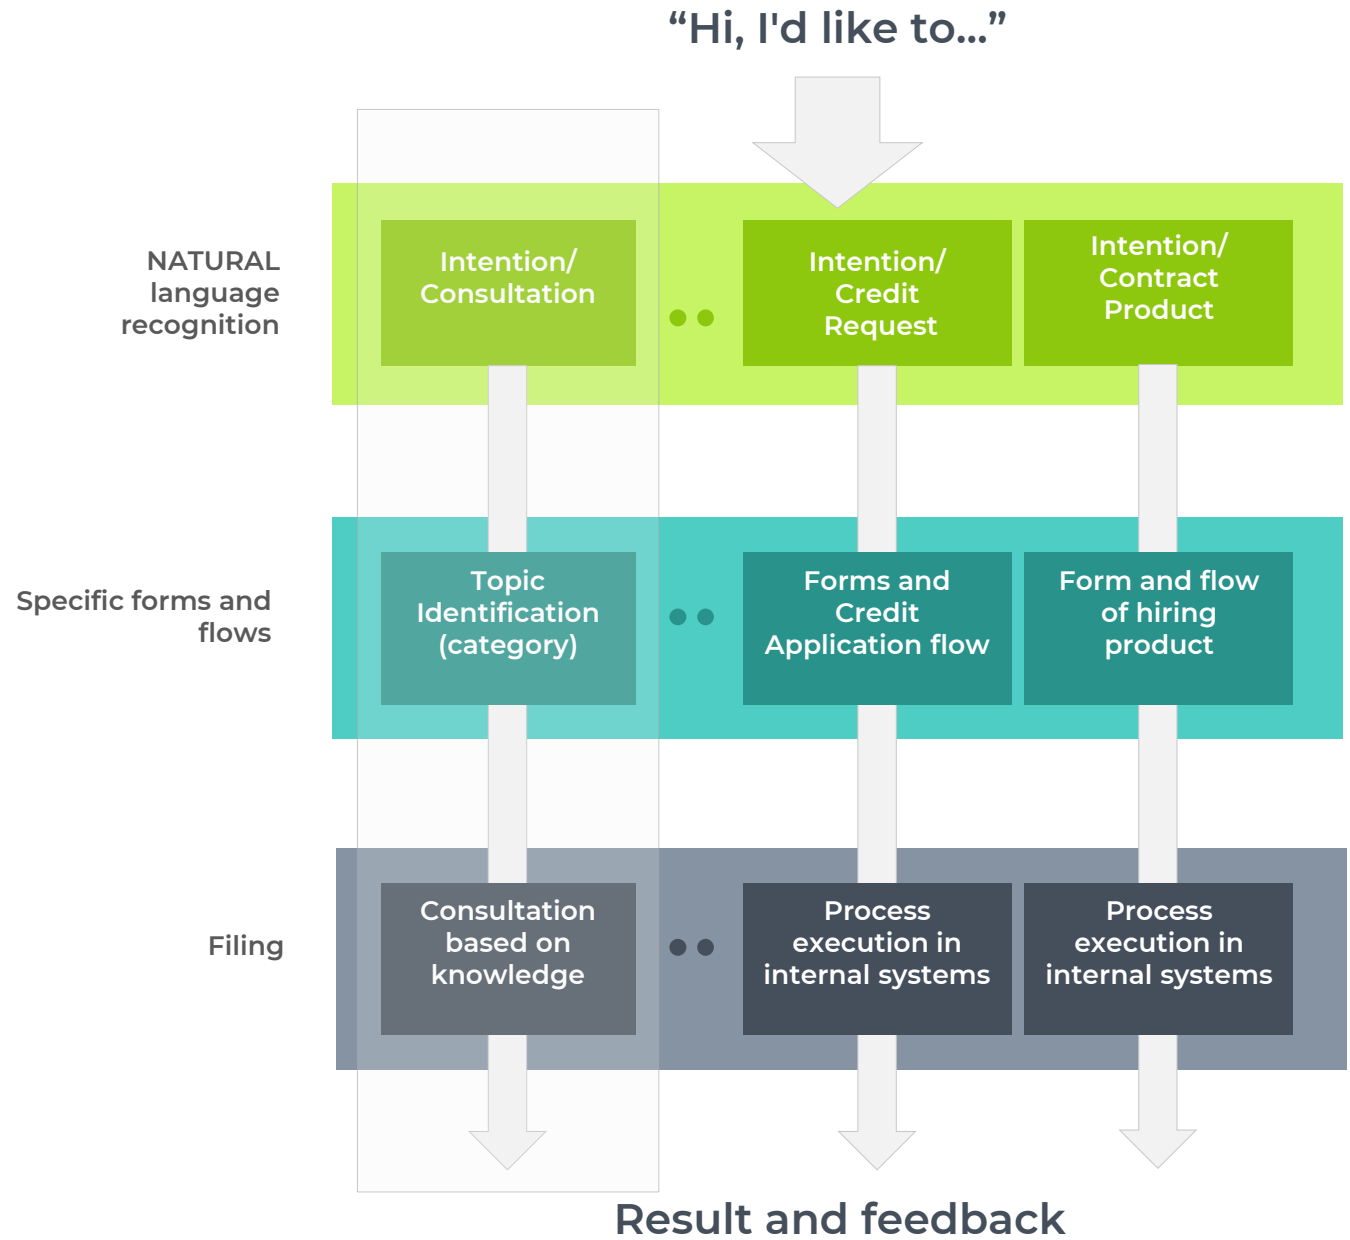 “Hi, I'd like to...”
NATURAL
language
recognition
Intention/
Consultation
Intention/
Credit
Request
Intention/
Contract
Product
Specific forms and
flows
Topic
Identification
(category)
Forms and
Credit
Application flow
Form and flow
of hiring
product
Filing
Consultation
based on
knowledge
Process
execution in
internal systems
Process
execution in
internal systems
Result and feedback